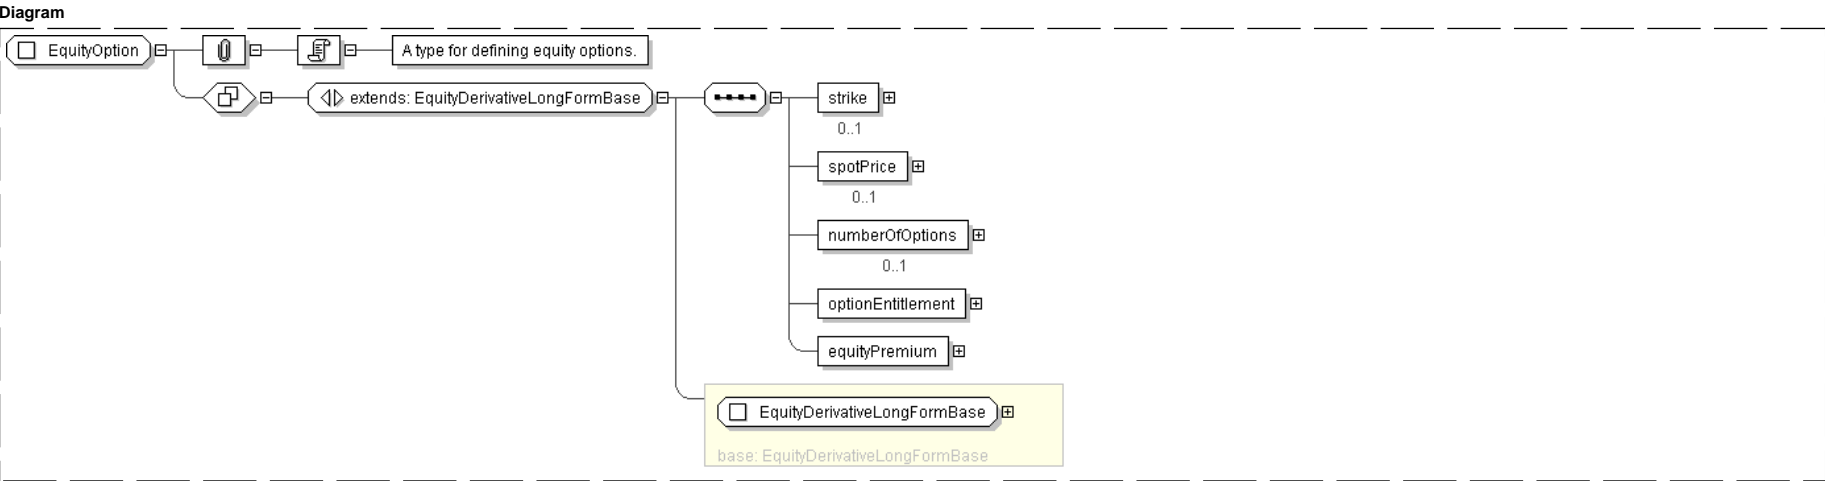 Diagram
EquityOption
A type for defining equity options.
extends: EquityDerivativeLongFormBase
strike
0..1
spotPrice
0..1
numberOfOptions
0..1
optionEntitlement
equityPremium
EquityDerivativeLongFormBase
base: EquityDerivativeLongFormBase